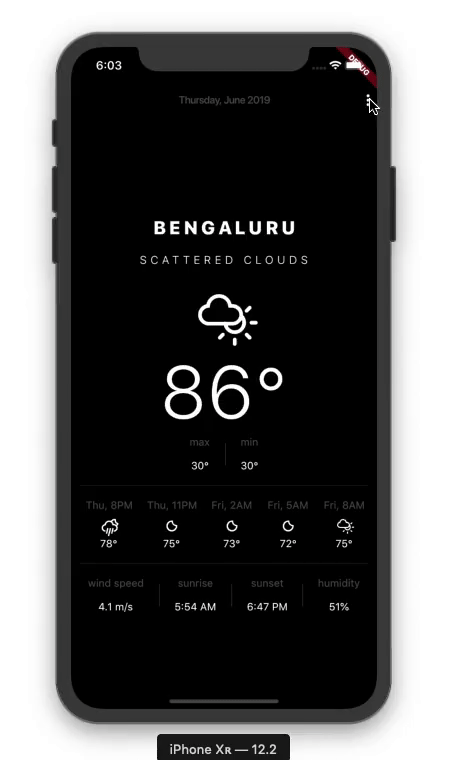 6:03
DEBUG
Thursday, June 2019
BENGALURU
SCATTERED CLOUDS
86°
max min
30° 30°
Thu, 8PM Thu, 11PM Fri, 2AM Fri, 5AM Fri, 8AM
78° 75° 73° 72° 75°
wind speed sunrise sunset humidity
4.1 m/s 5:54 AM 6:47 PM 51%
iPhone Xʀ — 12.2